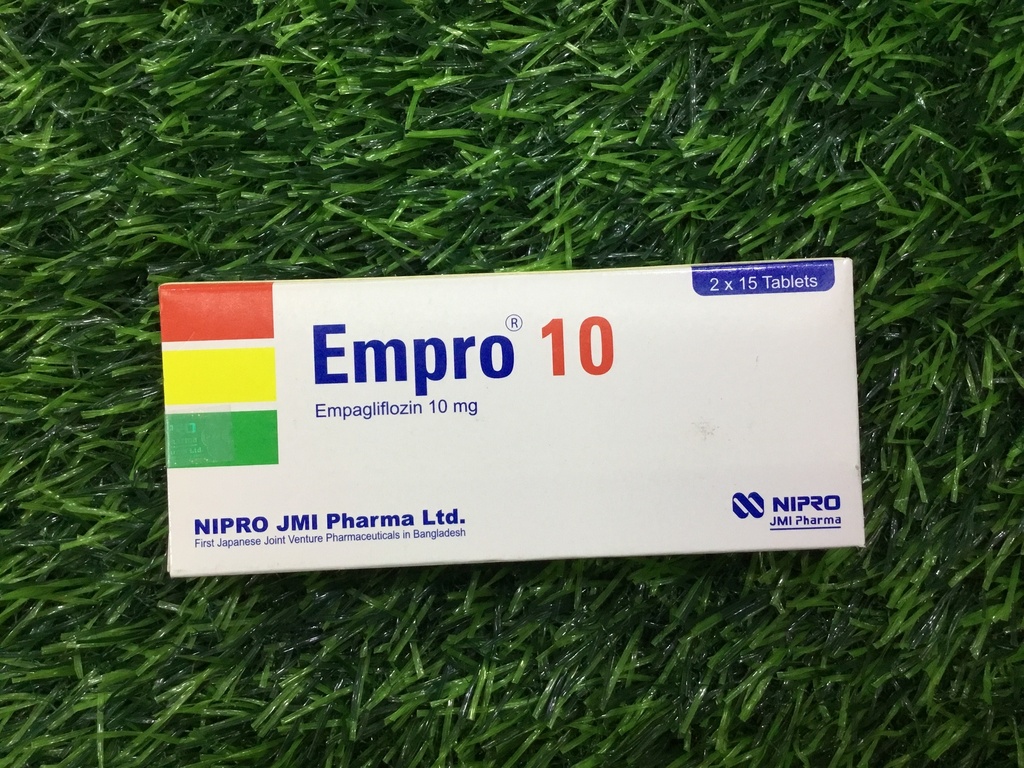 2 x 15 Tablets
Empro® 10
Empagliflozin 10 mg
NIPRO JMI Pharma Ltd.
First Japanese Joint Venture Pharmaceuticals in Bangladesh
NIPRO
JMI Pharma